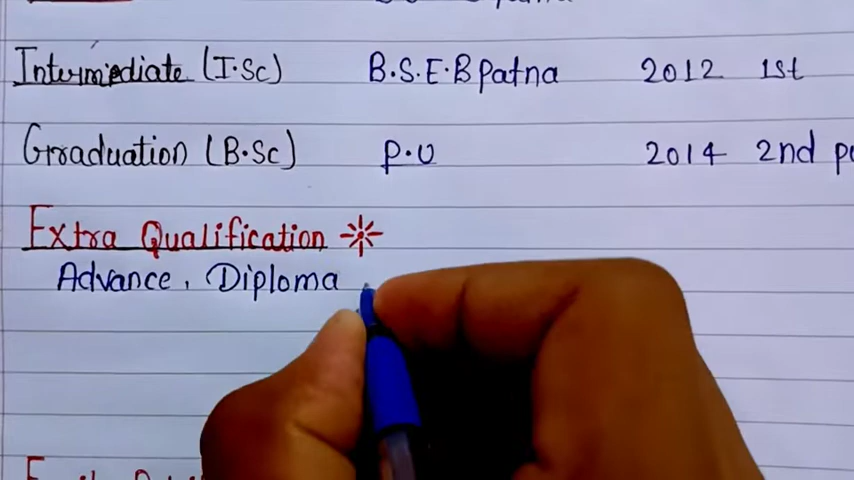 Intermediate (I.Sc) B.S.E.B Patna 2012 1st
Graduation (B.Sc) P.U 2014 2nd
Extra Qualification
Advance, Diploma